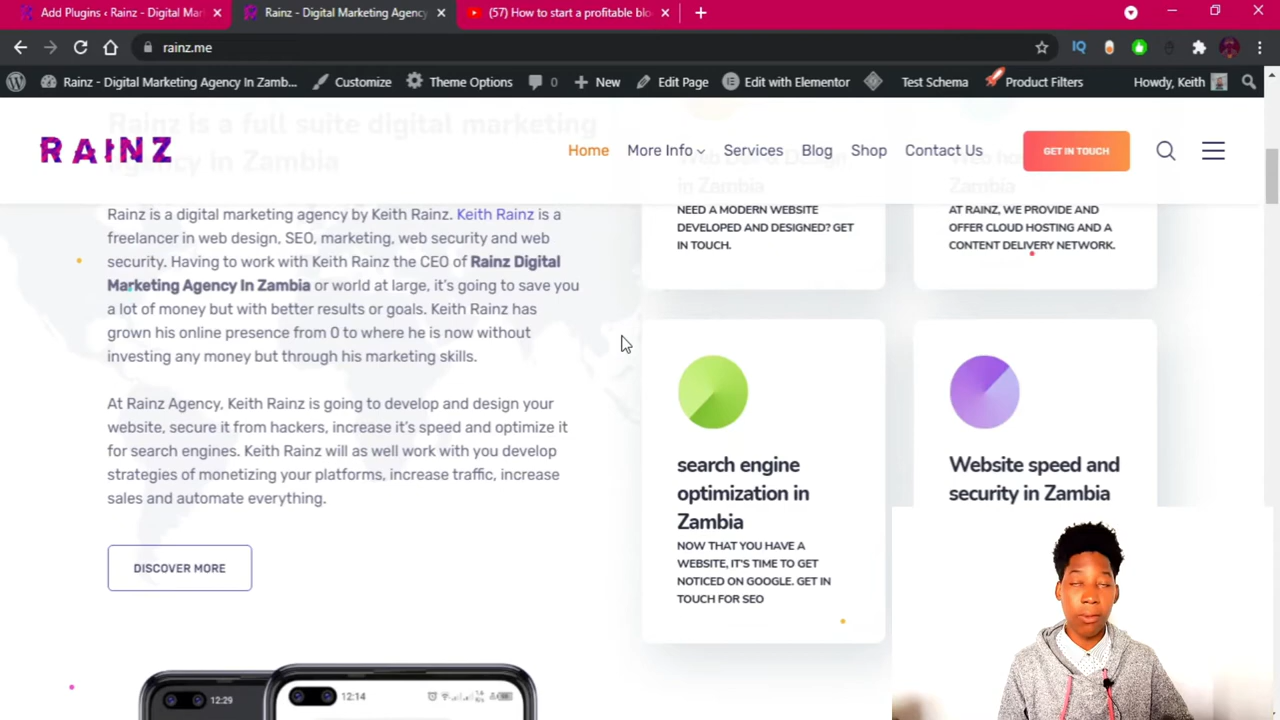 Add Plugins ‹ Rainz - Digital Mar
Rainz - Digital Marketing Agency
(57) How to start a profitable blo
rainz.me
Rainz - Digital Marketing Agency In Zamb...
Customize
Theme Options
0
New
Edit Page
Edit with Elementor
Test Schema
Product Filters
Howdy, Keith
Rainz is a full suite digital marketing
agency in Zambia
RAINZ
Home
More Info
Services
Blog
Shop
Contact Us
GET IN TOUCH
Rainz is a digital marketing agency by Keith Rainz. Keith Rainz is a
freelancer in web design, SEO, marketing, web security and web
security. Having to work with Keith Rainz the CEO of Rainz Digital
Marketing Agency In Zambia or world at large, it's going to save you
a lot of money but with better results or goals. Keith Rainz has
grown his online presence from 0 to where he is now without
investing any money but through his marketing skills.
At Rainz Agency, Keith Rainz is going to develop and design your
website, secure it from hackers, increase it's speed and optimize it
for search engines. Keith Rainz will as well work with you develop
strategies of monetizing your platforms, increase traffic, increase
sales and automate everything.
DISCOVER MORE
in Zambia
NEED A MODERN WEBSITE
DEVELOPED AND DESIGNED? GET
IN TOUCH.
Zambia
AT RAINZ, WE PROVIDE AND
OFFER CLOUD HOSTING AND A
CONTENT DELIVERY NETWORK.
search engine
optimization in
Zambia
NOW THAT YOU HAVE A
WEBSITE, IT'S TIME TO GET
NOTICED ON GOOGLE. GET IN
TOUCH FOR SEO
Website speed and
security in Zambia
12:29
12:14